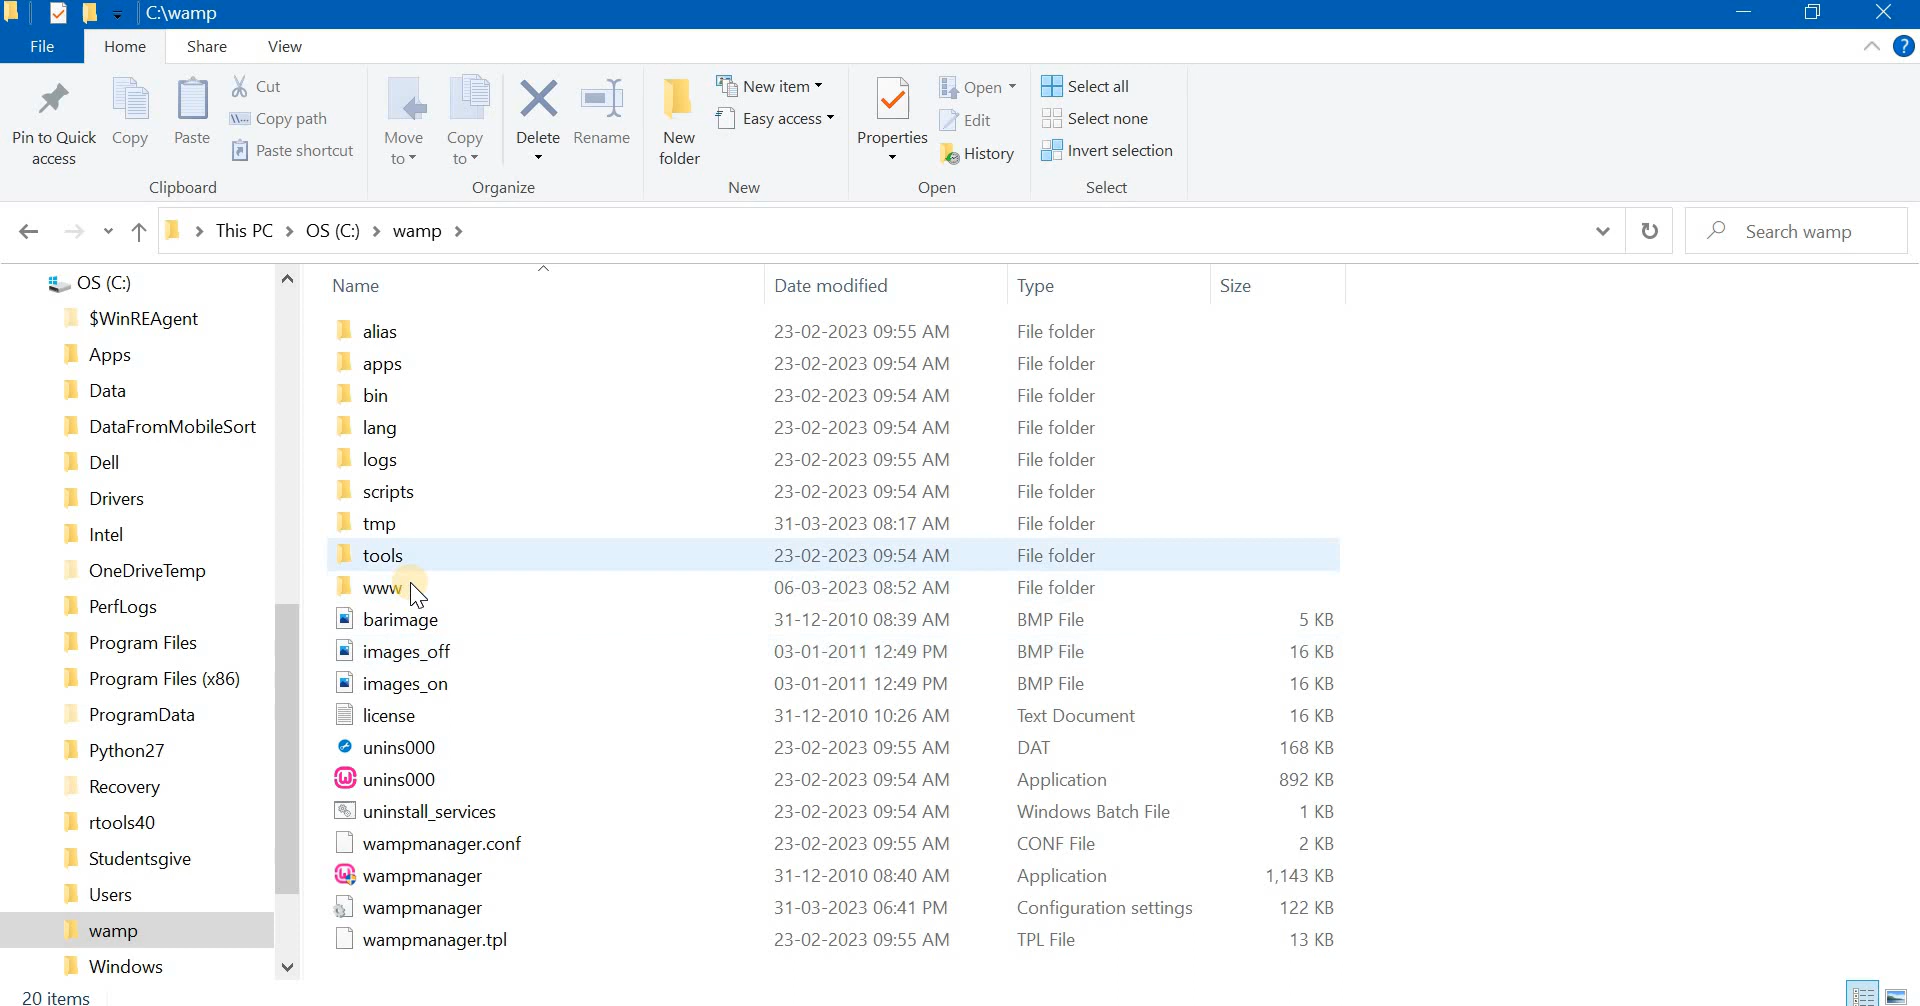 C:\wamp
File Home Share View
Pin to Quick access
Copy
Paste
Cut
Copy path
Paste shortcut
Clipboard
Move to
Copy to
Delete
Rename
Organize
New folder
New item
Easy access
New
Properties
Open
Edit
History
Open
Select all
Select none
Invert selection
Select
This PC > OS (C:) > wamp >
Search wamp
OS (C:)
$WinREAgent
Apps
Data
DataFromMobileSort
Dell
Drivers
Intel
OneDriveTemp
PerfLogs
Program Files
Program Files (x86)
ProgramData
Python27
Recovery
rtools40
Studentsgive
Users
wamp
Windows
Name Date modified Type Size
alias 23-02-2023 09:55 AM File folder
apps 23-02-2023 09:54 AM File folder
bin 23-02-2023 09:54 AM File folder
lang 23-02-2023 09:54 AM File folder
logs 23-02-2023 09:55 AM File folder
scripts 23-02-2023 09:54 AM File folder
tmp 31-03-2023 08:17 AM File folder
tools 23-02-2023 09:54 AM File folder
www 06-03-2023 08:52 AM File folder
barimage 31-12-2010 08:39 AM BMP File 5 KB
images_off 03-01-2011 12:49 PM BMP File 16 KB
images_on 03-01-2011 12:49 PM BMP File 16 KB
license 31-12-2010 10:26 AM Text Document 16 KB
unins000 23-02-2023 09:55 AM DAT 168 KB
unins000 23-02-2023 09:54 AM Application 892 KB
uninstall_services 23-02-2023 09:54 AM Windows Batch File 1 KB
wampmanager.conf 23-02-2023 09:55 AM CONF File 2 KB
wampmanager 31-12-2010 08:40 AM Application 1,143 KB
wampmanager 31-03-2023 06:41 PM Configuration settings 122 KB
wampmanager.tpl 23-02-2023 09:55 AM TPL File 13 KB
20 items